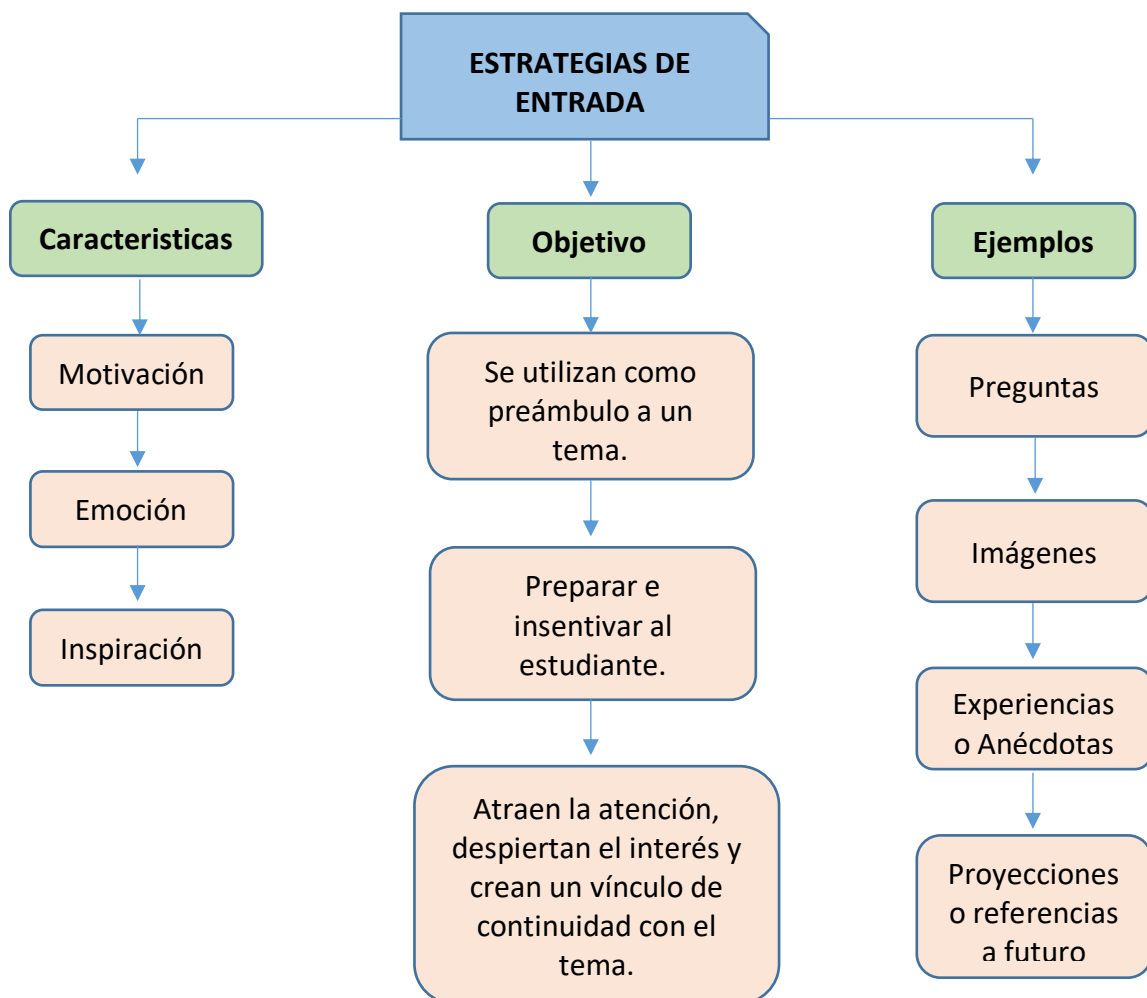 ESTRATEGIAS DE
ENTRADA
Caracteristicas
Motivación
Emoción
Inspiración
Objetivo
Se utilizan como
preámbulo a un
tema.
Preparar e
insentivar al
estudiante.
Atraen la atención,
despiertan el interés y
crean un vínculo de
continuidad con el
tema.
Ejemplos
Preguntas
Imágenes
Experiencias
o Anécdotas
Proyecciones
o referencias
a futuro